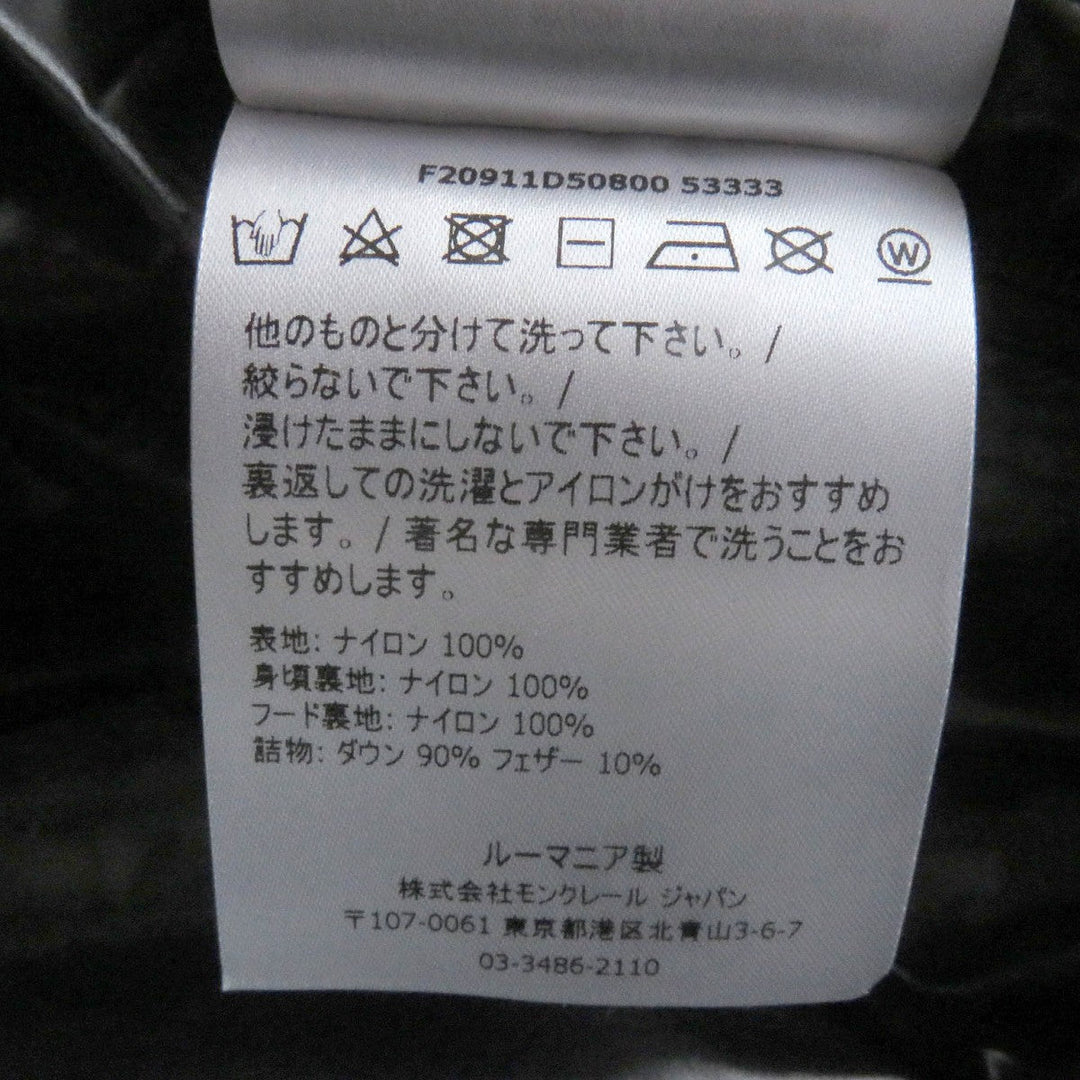 F20911D50800 53333
W
他のものと分けて洗って下さい。/
絞らないで下さい。/
浸けたままにしないで下さい。/
裏返しての洗濯とアイロンがけをおすすめ
します。/ 著名な専門業者で洗うことをお
すすめします。
表地: ナイロン 100%
身頃裏地: ナイロン 100%
フード裏地: ナイロン 100%
詰物: ダウン 90% フェザー 10%
ルーマニア製
株式会社モンクレール ジャパン
〒107-0061 東京都港区北青山3-6-7
03-3486-2110